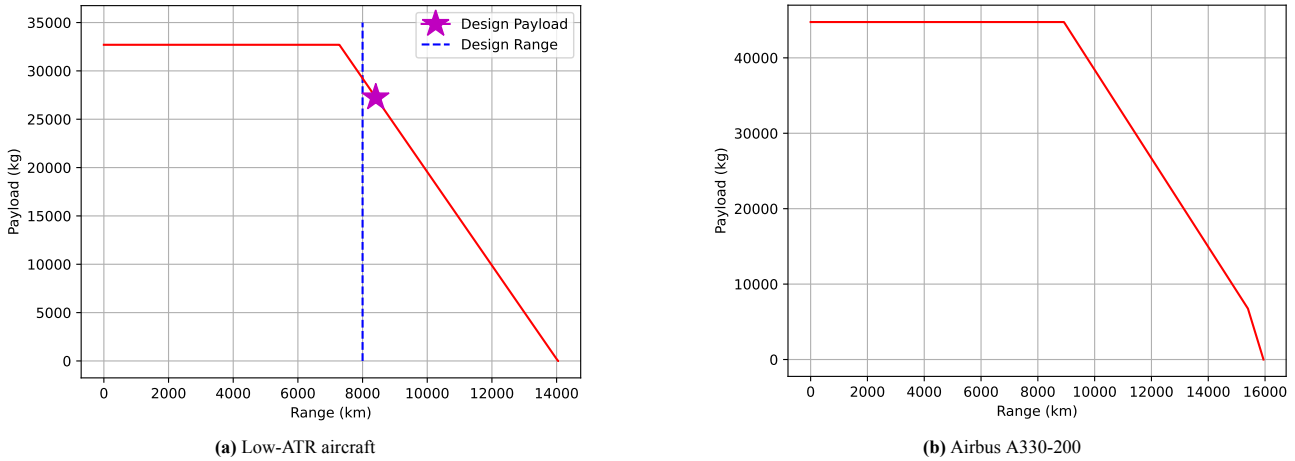 35000
30000
25000
20000
15000
10000
5000
0
Payload (kg)
Design Payload
Design Range
0 2000 4000 6000 8000 10000 12000 14000
Range (km)
(a) Low-ATR aircraft
40000
30000
20000
10000
0
Payload (kg)
0 2000 4000 6000 8000 10000 12000 14000 16000
Range (km)
(b) Airbus A330-200